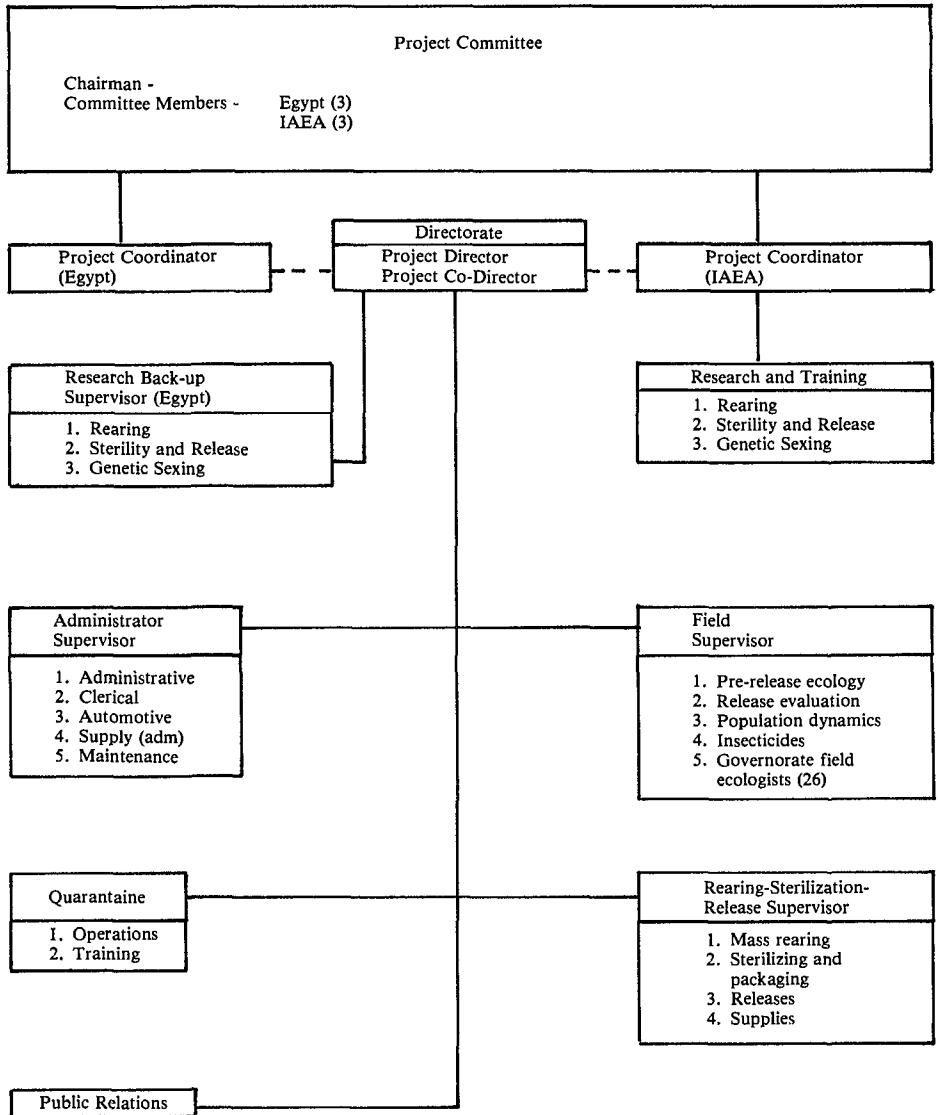 Project Committee
Chairman -
Committee Members - Egypt (3)
IAEA (3)
Directorate
Project Director
Project Co-Director
Project Coordinator
(Egypt)
Project Coordinator
(IAEA)
Research Back-up
Supervisor (Egypt)
1. Rearing
2. Sterility and Release
3. Genetic Sexing
Research and Training
1. Rearing
2. Sterility and Release
3. Genetic Sexing
Administrator
Supervisor
1. Administrative
2. Clerical
3. Automotive
4. Supply (adm)
5. Maintenance
Field
Supervisor
1. Pre-release ecology
2. Release evaluation
3. Population dynamics
4. Insecticides
5. Governorate field
ecologists (26)
Quarantaine
1. Operations
2. Training
Rearing-Sterilization-
Release Supervisor
1. Mass rearing
2. Sterilizing and
packaging
3. Releases
4. Supplies
Public Relations